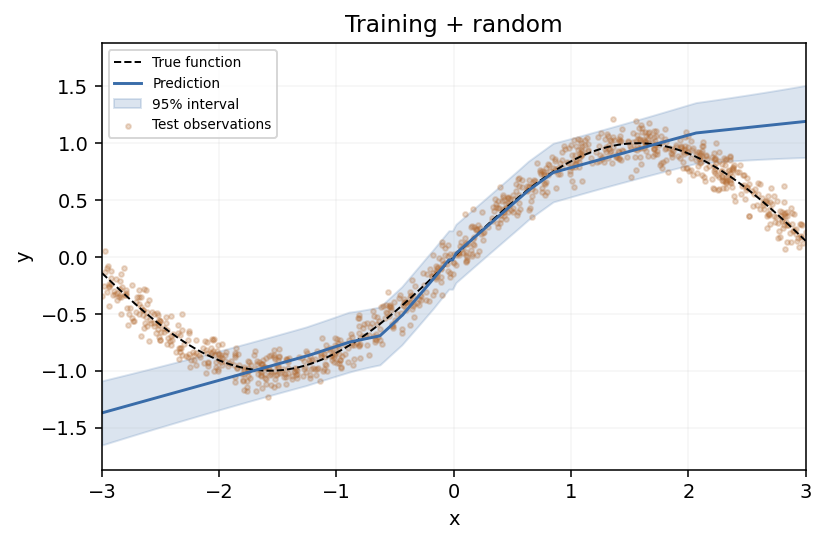 Training + random
True function
Prediction
95% interval
Test observations
1.5
1.0
0.5
0.0
−0.5
−1.0
−1.5
y
−3
−2
−1
0
1
2
3
x